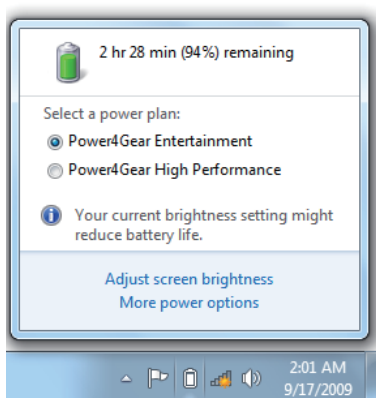 2 hr 28 min (94%) remaining
Select a power plan:
Power4Gear Entertainment
Power4Gear High Performance
Your current brightness setting might
reduce battery life.
Adjust screen brightness
More power options
2:01 AM
9/17/2009